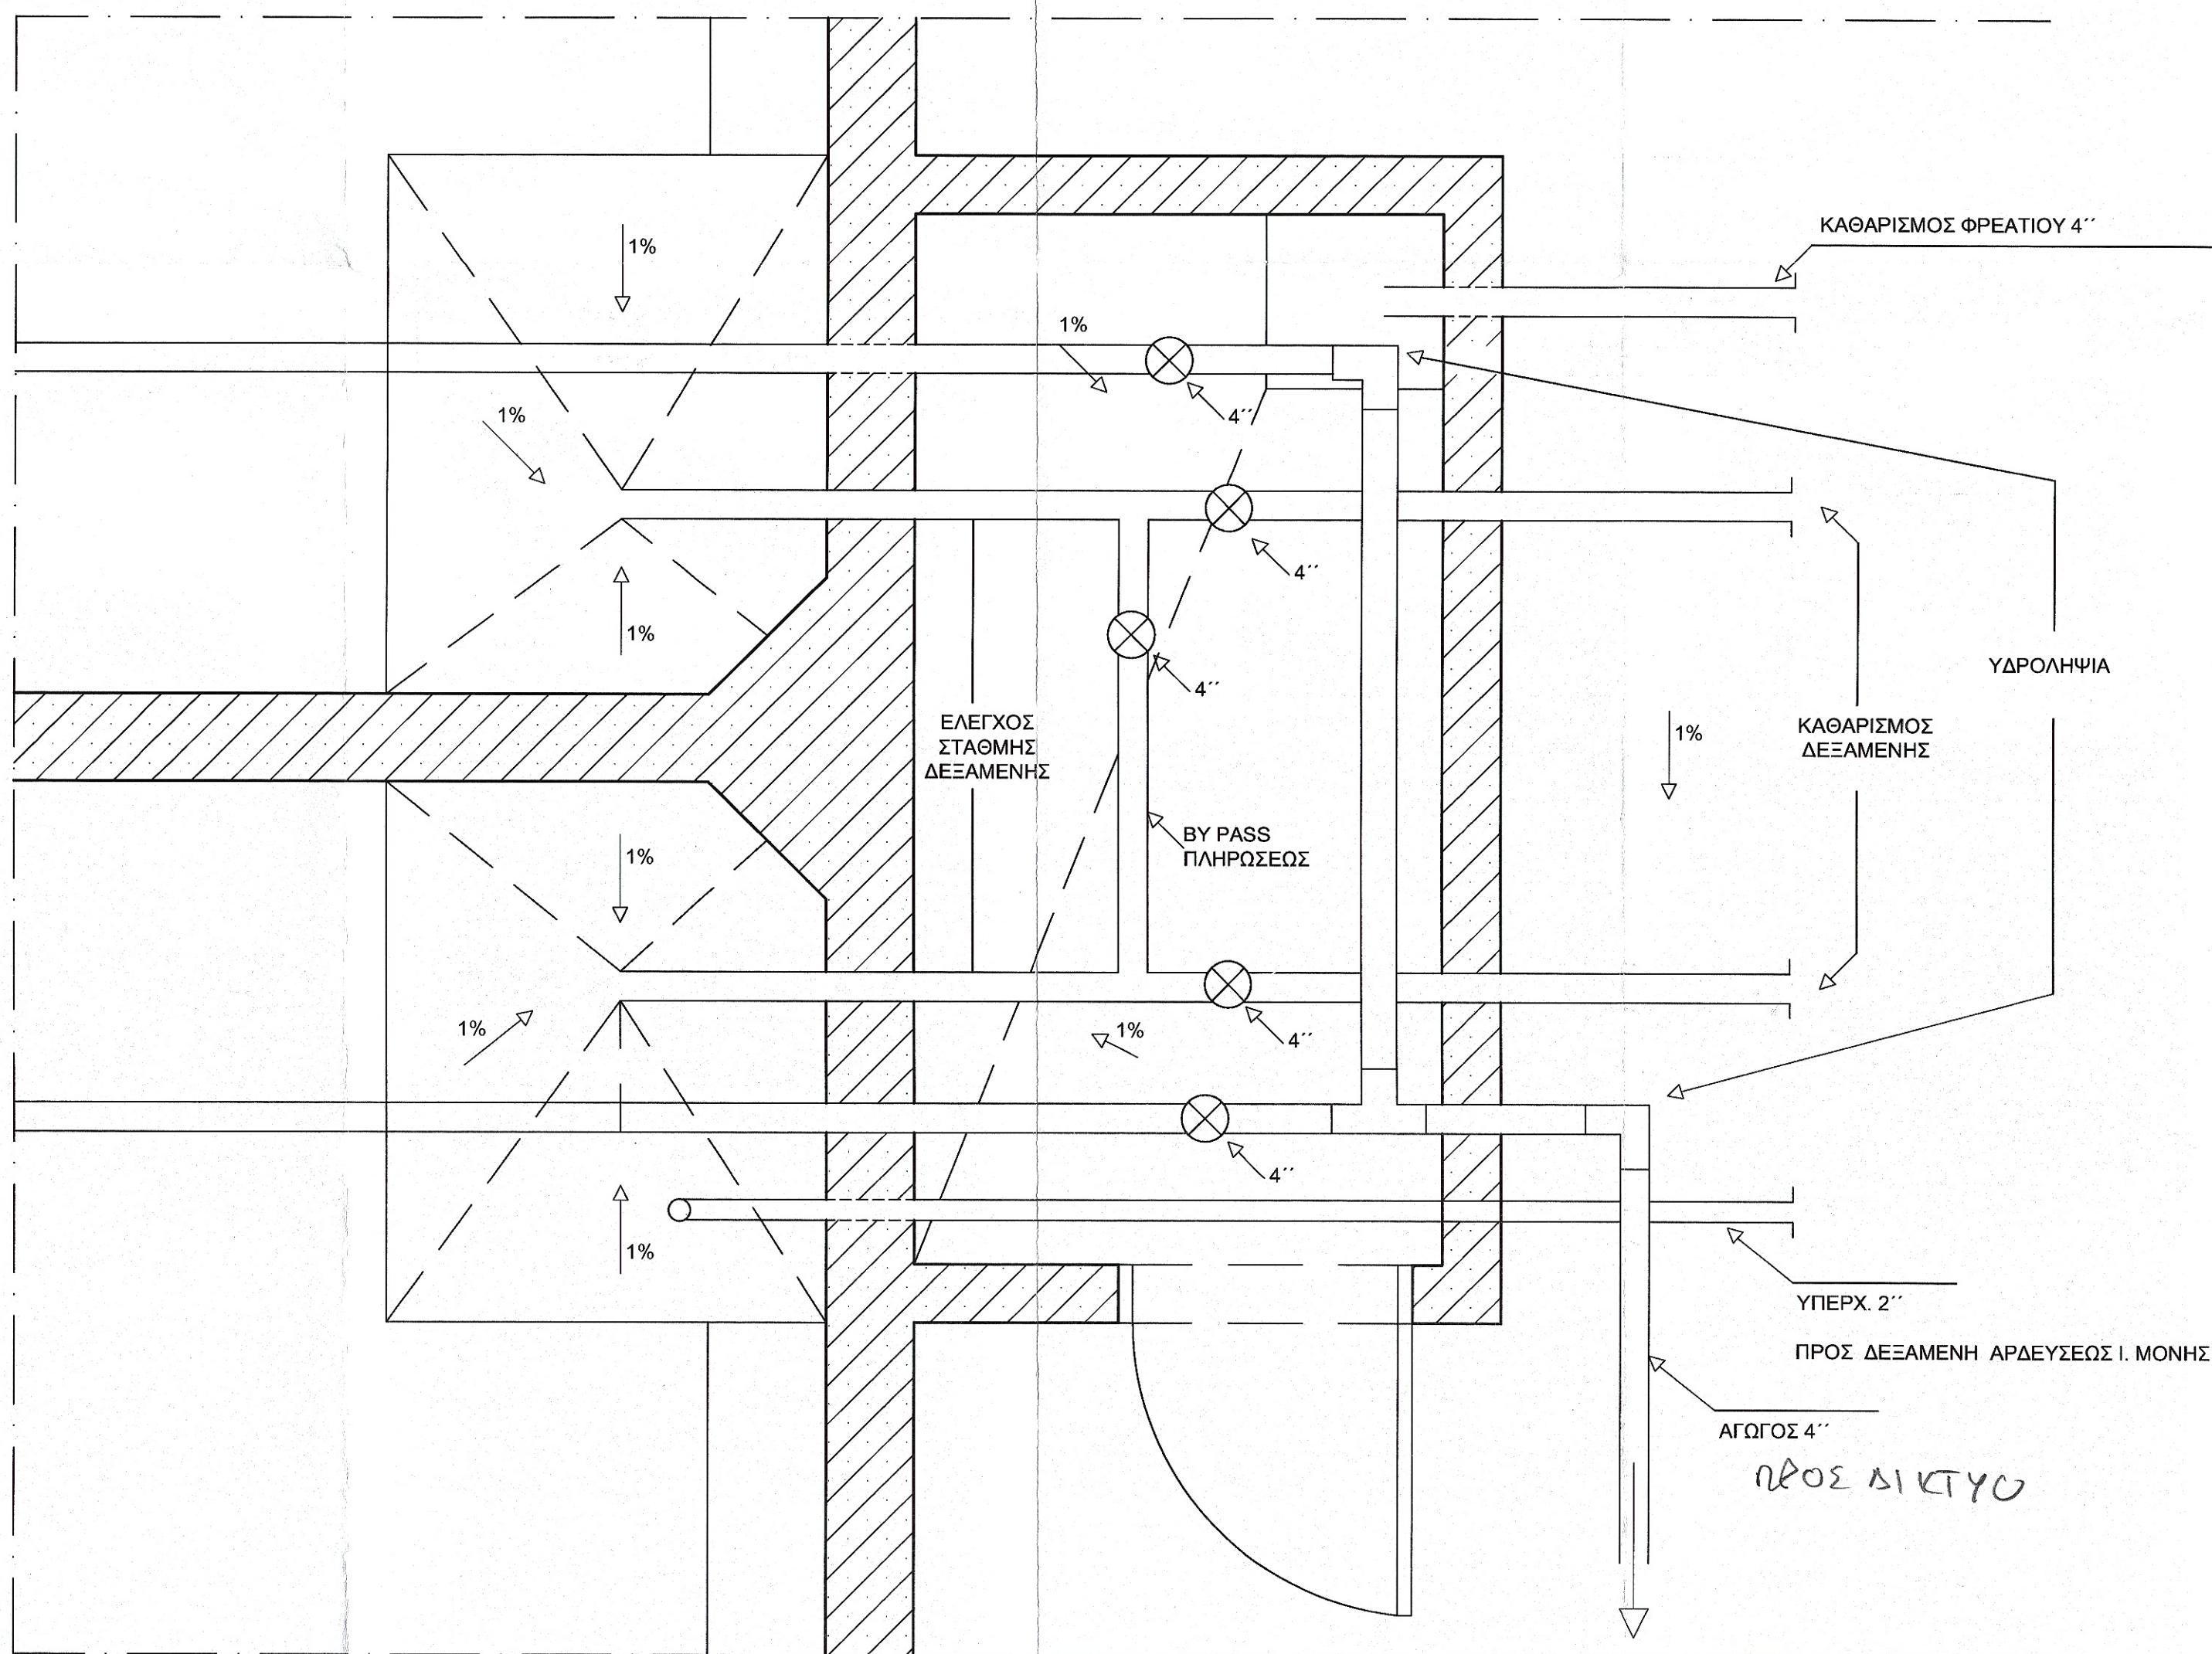 ΚΑΘΑΡΙΣΜΟΣ ΦΡΕΑΤΙΟΥ 4´´
1%
1%
4´´
1%
4´´
1%
4´´
ΥΔΡΟΛΗΨΙΑ
ΕΛΕΓΧΟΣ
ΣΤΑΘΜΗΣ
ΔΕΞΑΜΕΝΗΣ
1%
ΚΑΘΑΡΙΣΜΟΣ
ΔΕΞΑΜΕΝΗΣ
BY PASS
ΠΛΗΡΩΣΕΩΣ
1%
1%
1%
4´´
4´´
1%
ΥΠΕΡΧ. 2´´
ΠΡΟΣ ΔΕΞΑΜΕΝΗ ΑΡΔΕΥΣΕΩΣ Ι. ΜΟΝΗΣ
ΑΓΩΓΟΣ 4´´
ΠΡΟΣ ΔΙΚΤΥΟ